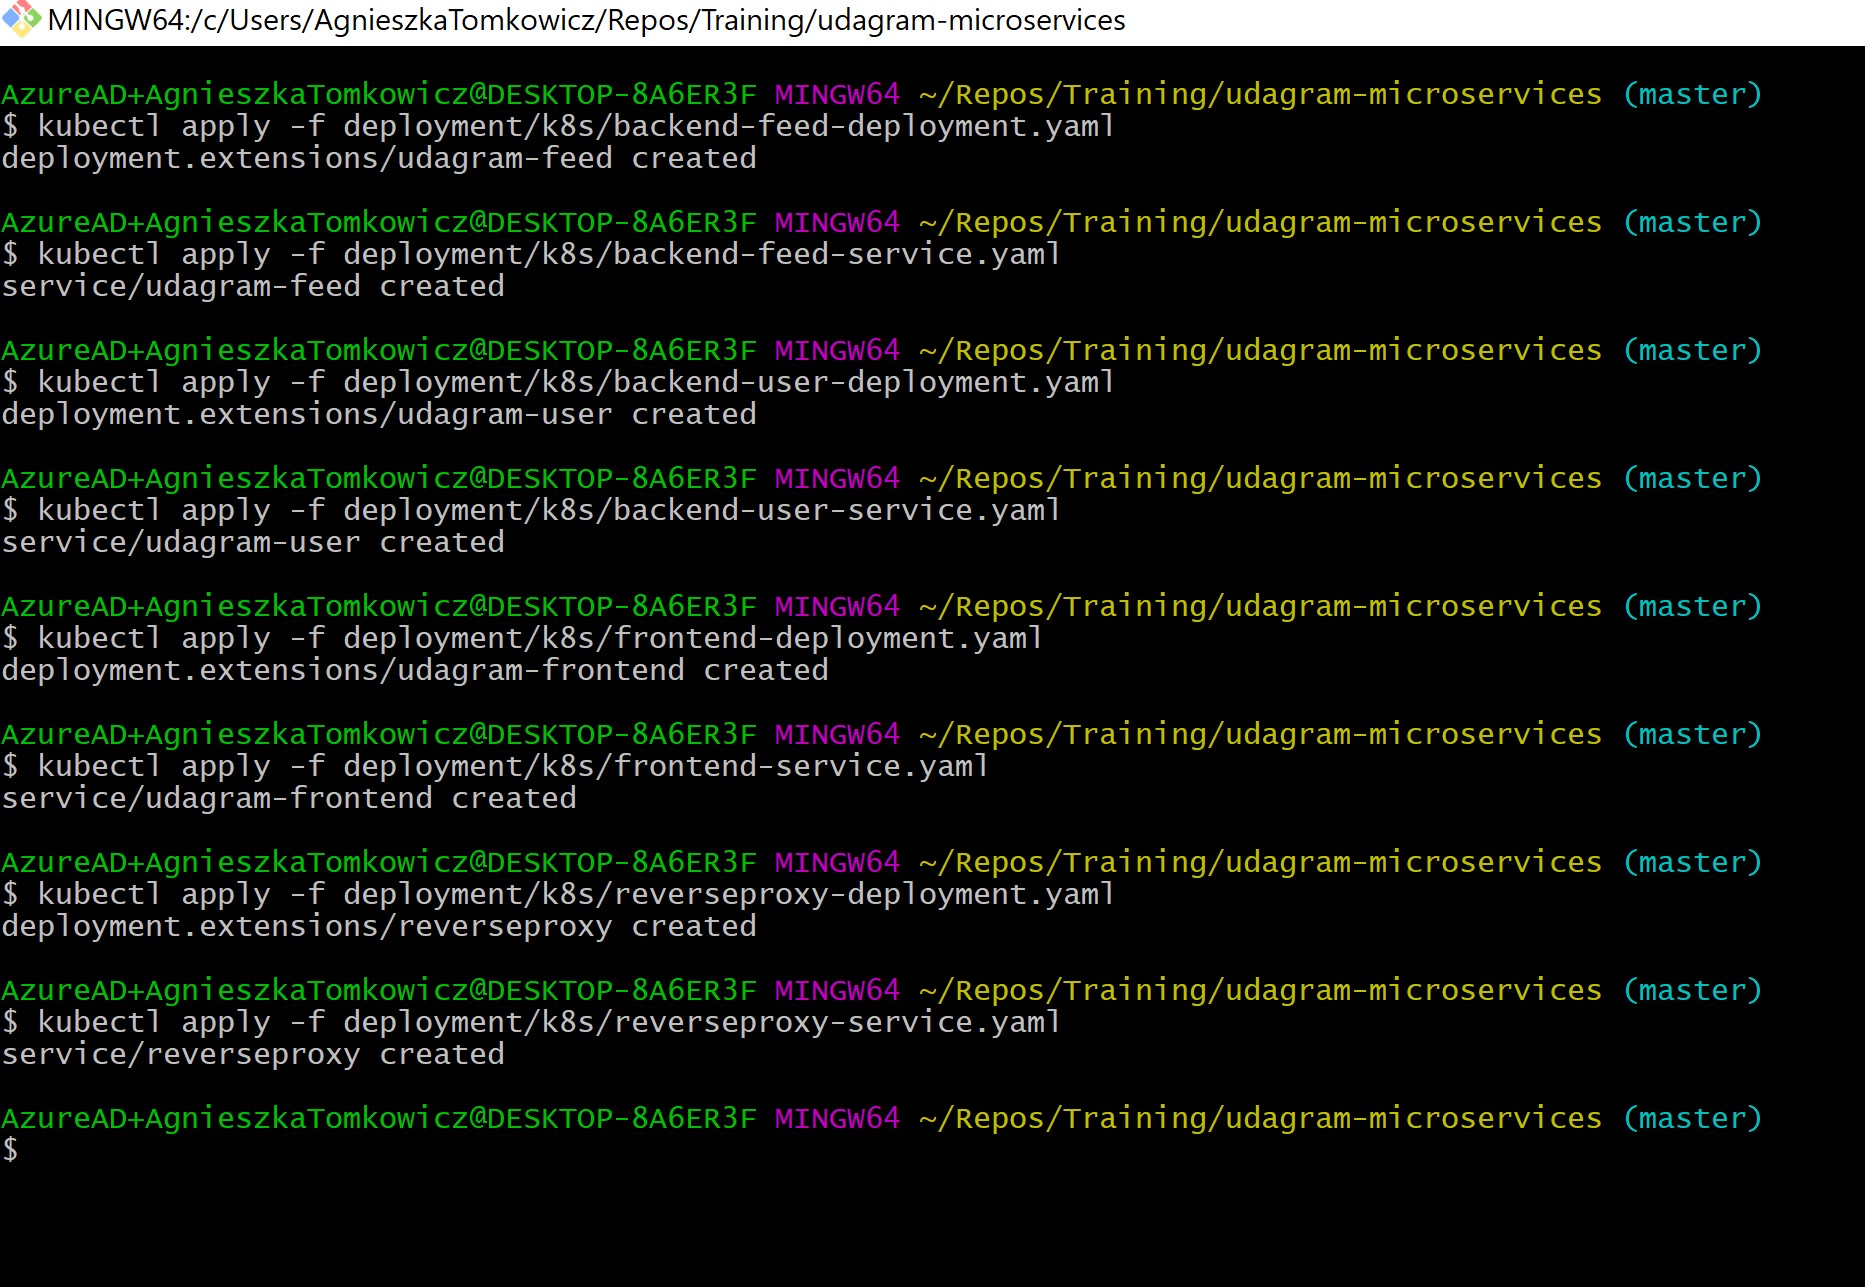 MINGW64:/c/Users/AgnieszkaTomkowicz/Repos/Training/udagram-microservices
AzureAD+AgnieszkaTomkowicz@DESKTOP-8A6ER3F MINGW64 ~/Repos/Training/udagram-microservices (master)
$ kubectl apply -f deployment/k8s/backend-feed-deployment.yaml
deployment.extensions/udagram-feed created
AzureAD+AgnieszkaTomkowicz@DESKTOP-8A6ER3F MINGW64 ~/Repos/Training/udagram-microservices (master)
$ kubectl apply -f deployment/k8s/backend-feed-service.yaml
service/udagram-feed created
AzureAD+AgnieszkaTomkowicz@DESKTOP-8A6ER3F MINGW64 ~/Repos/Training/udagram-microservices (master)
$ kubectl apply -f deployment/k8s/backend-user-deployment.yaml
deployment.extensions/udagram-user created
AzureAD+AgnieszkaTomkowicz@DESKTOP-8A6ER3F MINGW64 ~/Repos/Training/udagram-microservices (master)
$ kubectl apply -f deployment/k8s/backend-user-service.yaml
service/udagram-user created
AzureAD+AgnieszkaTomkowicz@DESKTOP-8A6ER3F MINGW64 ~/Repos/Training/udagram-microservices (master)
$ kubectl apply -f deployment/k8s/frontend-deployment.yaml
deployment.extensions/udagram-frontend created
AzureAD+AgnieszkaTomkowicz@DESKTOP-8A6ER3F MINGW64 ~/Repos/Training/udagram-microservices (master)
$ kubectl apply -f deployment/k8s/frontend-service.yaml
service/udagram-frontend created
AzureAD+AgnieszkaTomkowicz@DESKTOP-8A6ER3F MINGW64 ~/Repos/Training/udagram-microservices (master)
$ kubectl apply -f deployment/k8s/reverseproxy-deployment.yaml
deployment.extensions/reverseproxy created
AzureAD+AgnieszkaTomkowicz@DESKTOP-8A6ER3F MINGW64 ~/Repos/Training/udagram-microservices (master)
$ kubectl apply -f deployment/k8s/reverseproxy-service.yaml
service/reverseproxy created
AzureAD+AgnieszkaTomkowicz@DESKTOP-8A6ER3F MINGW64 ~/Repos/Training/udagram-microservices (master)
$